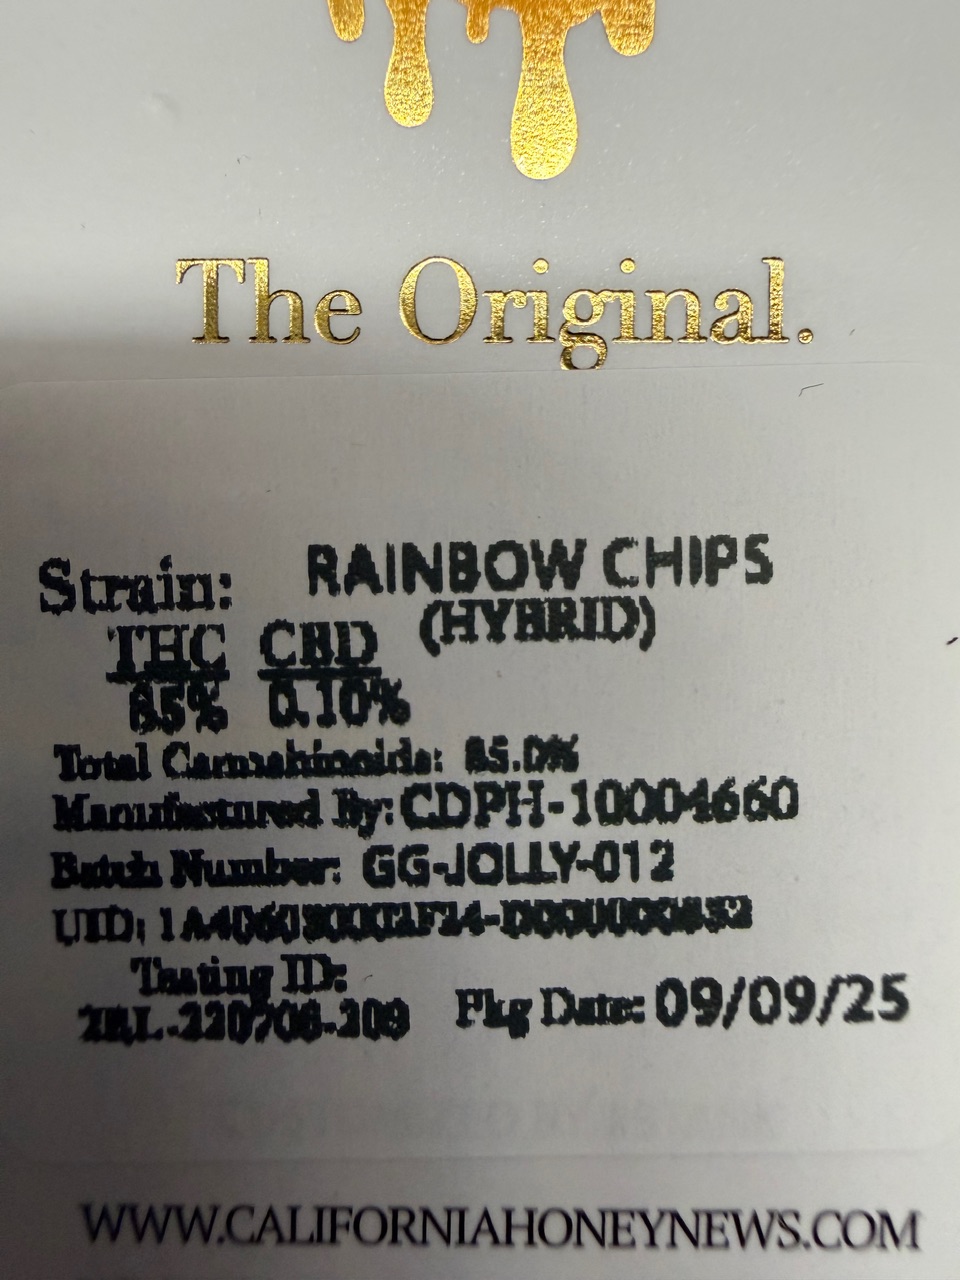 The Original.
Strain: RAINBOW CHIPS
(HYBRID)
THC CBD
85% 0.10%
Total Cannabinoids: 85.0%
Manufactured By: CDPH-10004660
Batch Number: GG-JOLLY-012
UID:
Testing ID:
Pkg Date: 09/09/25
WWW.CALIFORNIAHONEYNEWS.COM